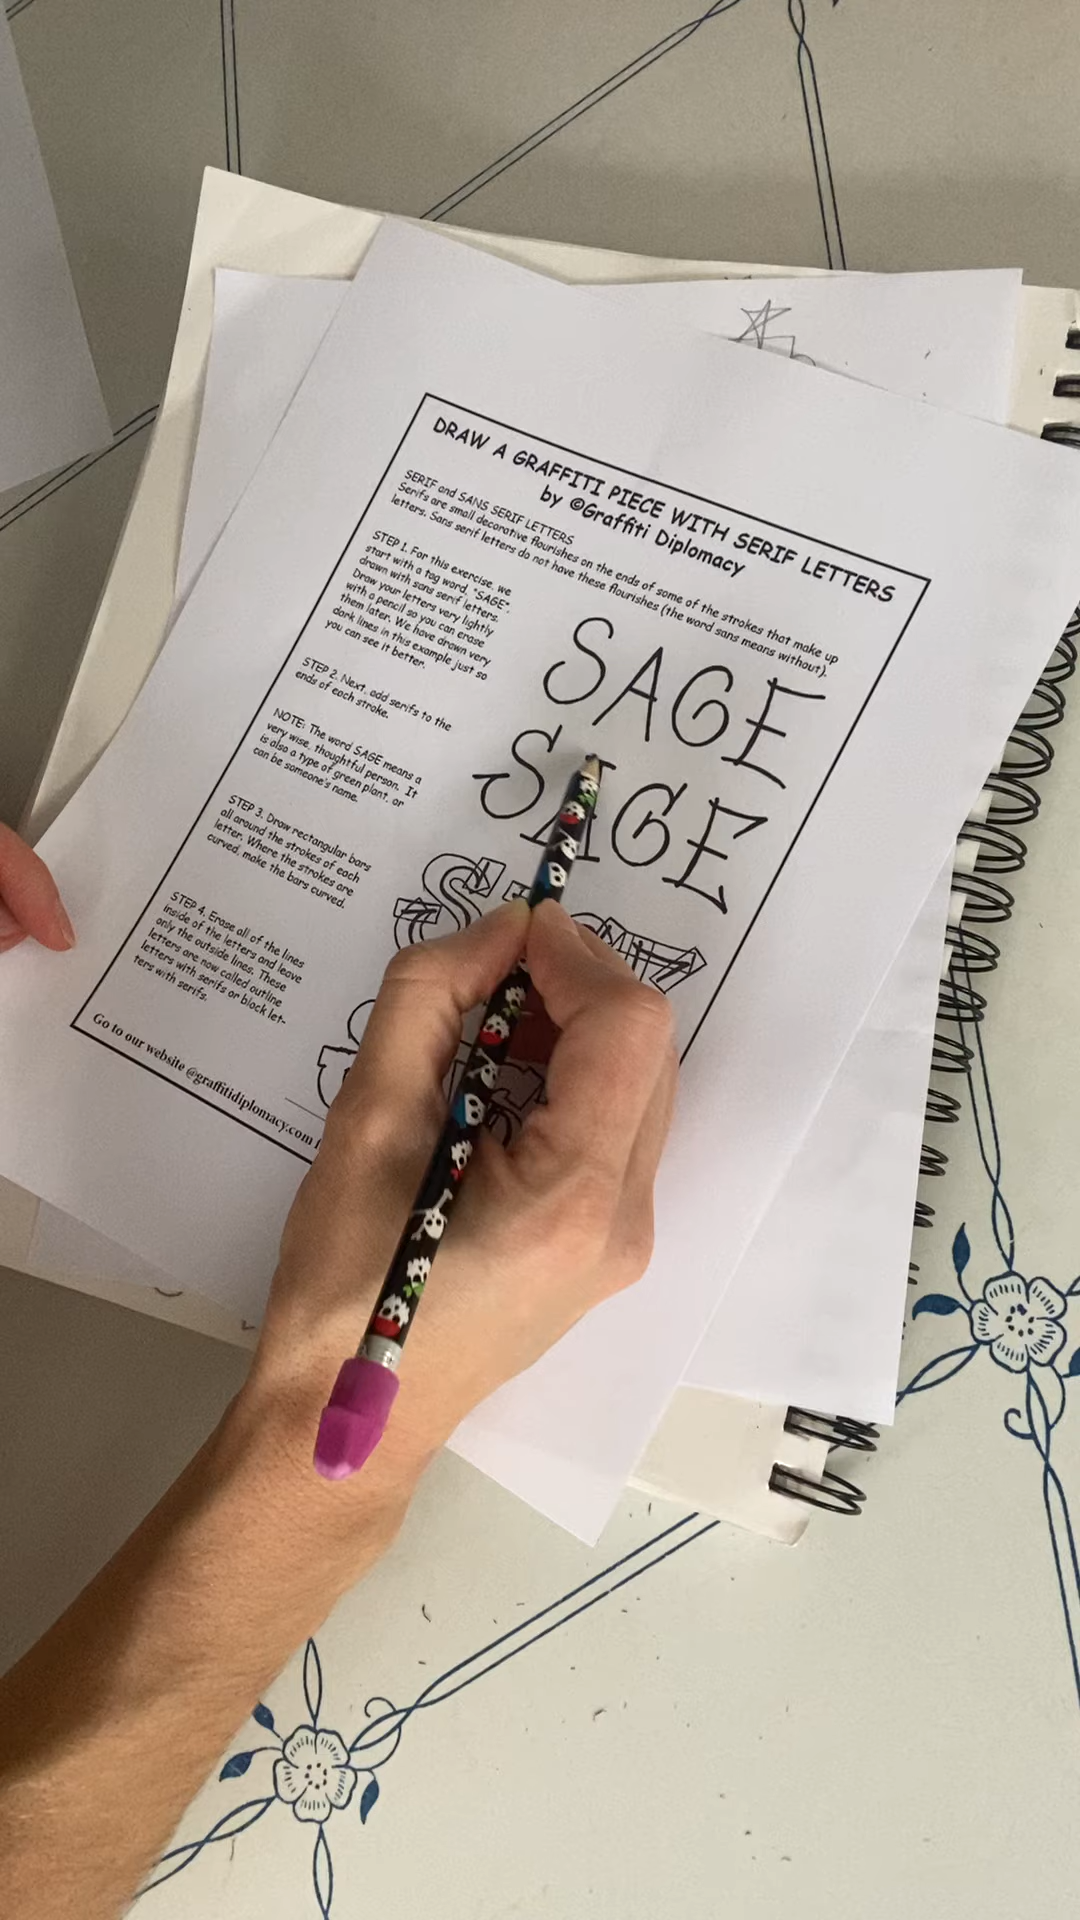 DRAW A GRAFFITI PIECE WITH SERIF LETTERS
by ©Graffiti Diplomacy
SERIF and SANS SERIF LETTERS
Serifs are small decorative flourishes on the ends of some of the strokes that make up
letters. Sans serif letters do not have these flourishes (the word sans means without).
STEP 1. For this exercise, we
start with a tag word, "SAGE",
drawn with sans serif letters.
Draw your letters very lightly
with a pencil so you can erase
them later. We have drawn very
dark lines in this example just so
you can see it better.
SAGE
STEP 2. Next, add serifs to the
ends of each stroke.
SAGE
NOTE: The word SAGE means a
very wise, thoughtful person. It
is also a type of green plant, or
can be someone's name.
STEP 3. Draw rectangular bars
all around the strokes of each
letter. Where the strokes are
curved, make the bars curved.
S
STEP 4. Erase all of the lines
inside of the letters and leave
only the outside lines. These
letters are now called outline
letters with serifs or block let-
ters with serifs.
Go to our website @graffitidiplomacy.com